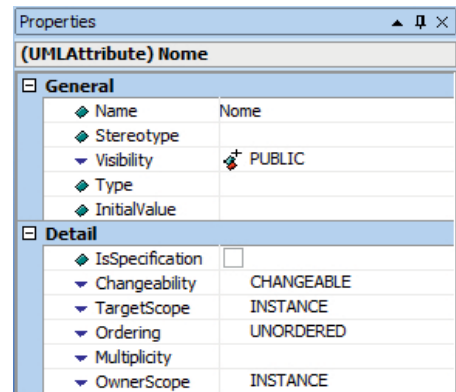 Properties
(UMLAttribute) Nome
General
Name Nome
Stereotype
Visibility PUBLIC
Type
InitialValue
Detail
IsSpecification
Changeability CHANGEABLE
TargetScope INSTANCE
Ordering UNORDERED
Multiplicity
OwnerScope INSTANCE